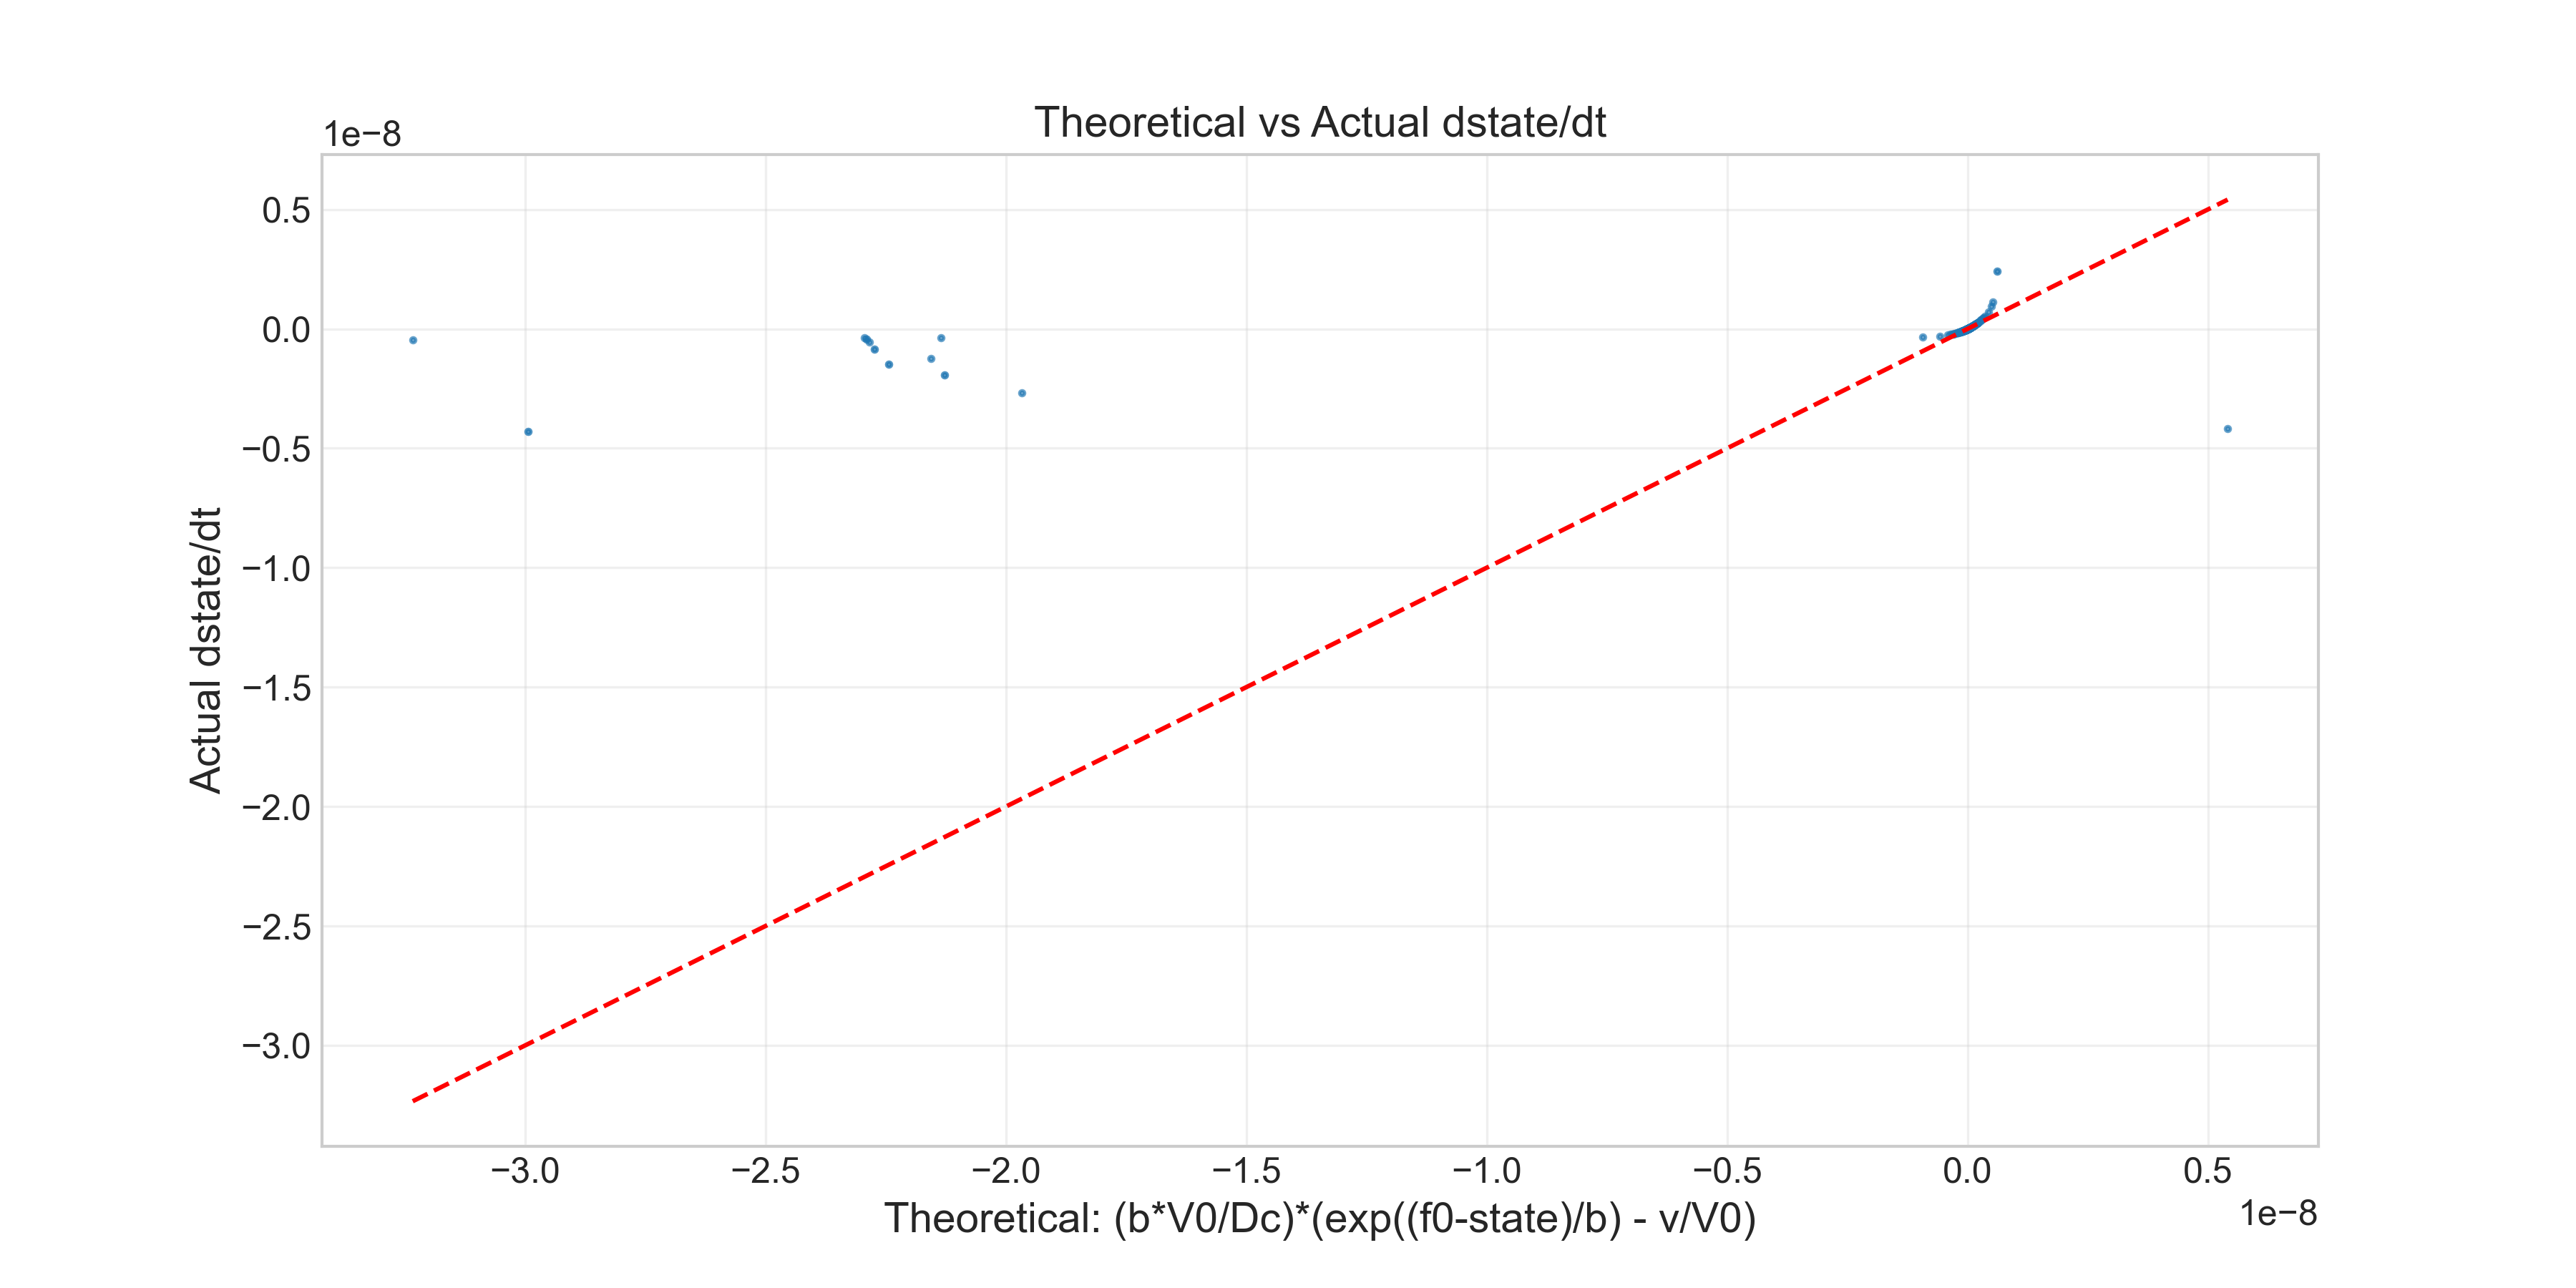 Theoretical vs Actual dstate/dt
1e−8
0.5
0.0
−0.5
−1.0
−1.5
−2.0
−2.5
−3.0
Actual dstate/dt
−3.0 −2.5 −2.0 −1.5 −1.0 −0.5 0.0 0.5
1e−8
Theoretical: (b*V0/Dc)*(exp((f0-state)/b) - v/V0)